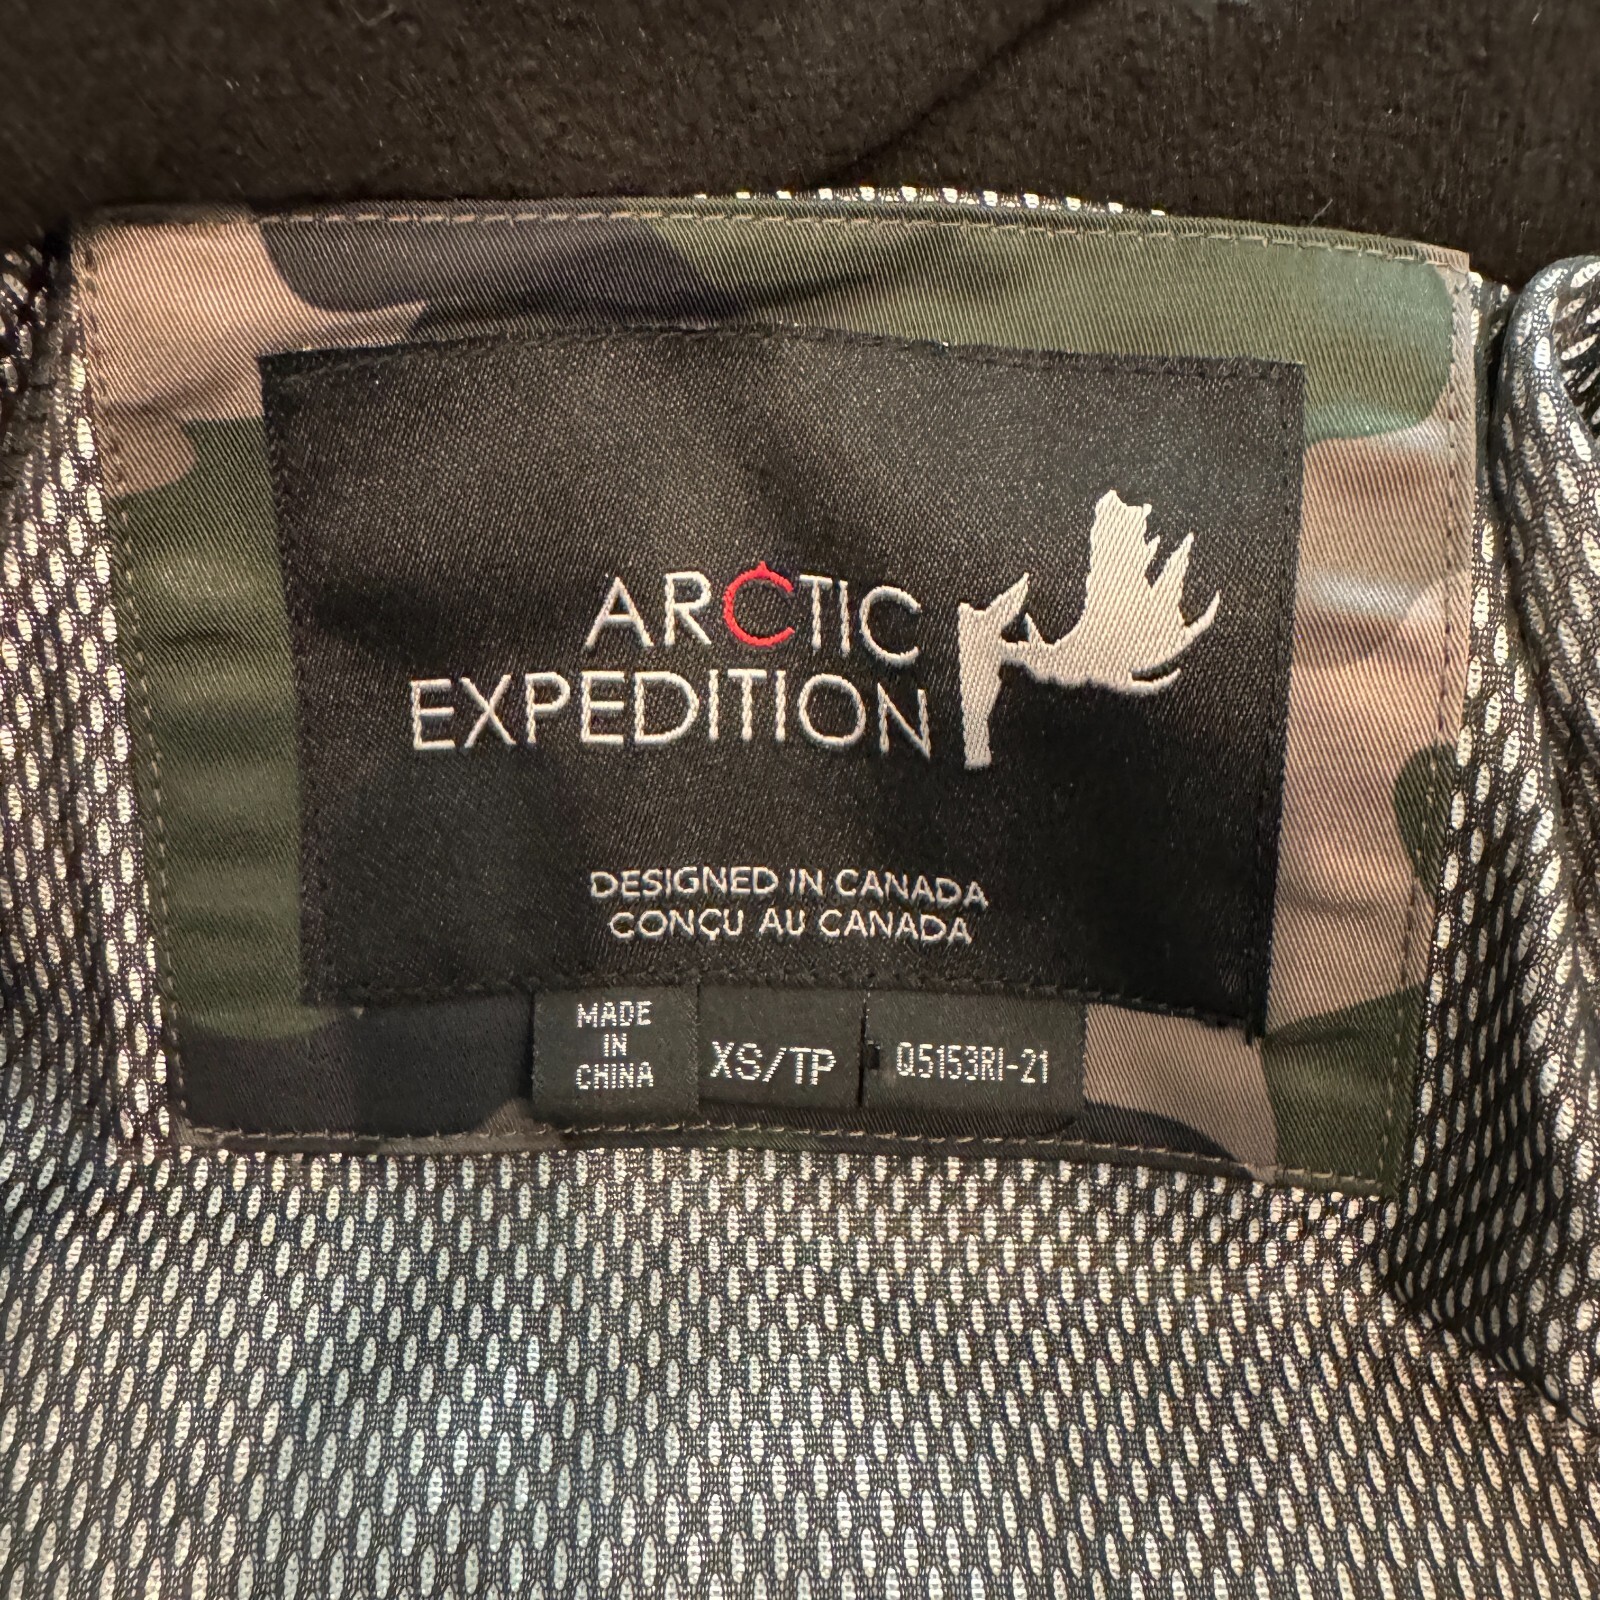 ARCTIC
EXPEDITION
DESIGNED IN CANADA
CONÇU AU CANADA
MADE
IN
CHINA
XS/TP
Q5153RI-21